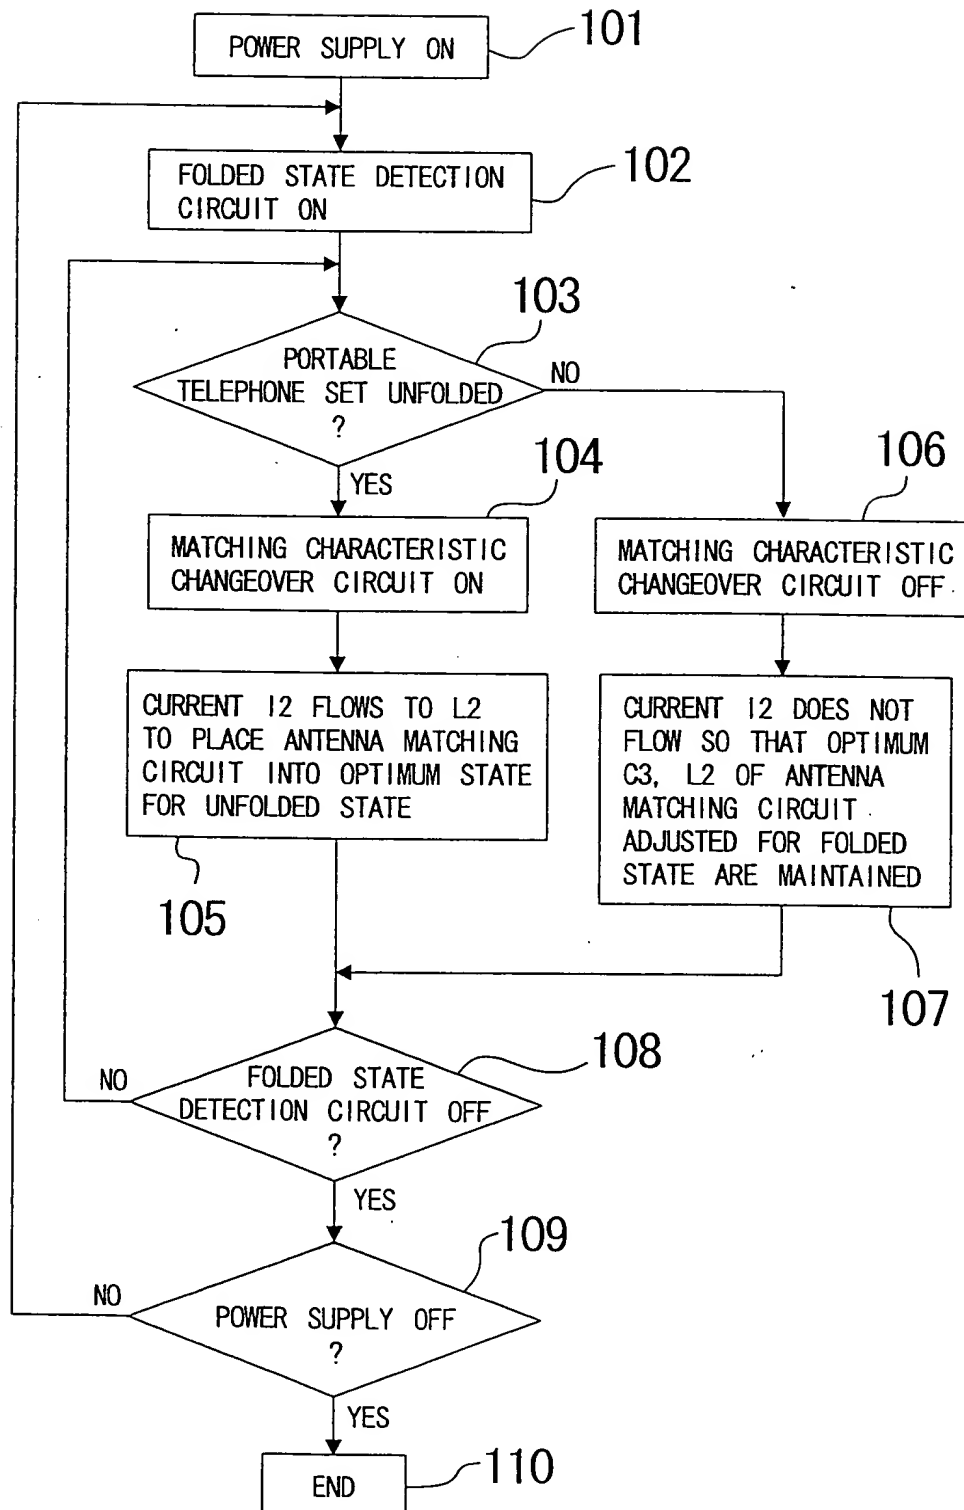 POWER SUPPLY ON
101
FOLDED STATE DETECTION
CIRCUIT ON
102
PORTABLE
TELEPHONE SET UNFOLDED
?
103
NO
YES
104
MATCHING CHARACTERISTIC
CHANGEOVER CIRCUIT ON
106
MATCHING CHARACTERISTIC
CHANGEOVER CIRCUIT OFF
CURRENT I2 FLOWS TO L2
TO PLACE ANTENNA MATCHING
CIRCUIT INTO OPTIMUM STATE
FOR UNFOLDED STATE
105
CURRENT I2 DOES NOT
FLOW SO THAT OPTIMUM
C3, L2 OF ANTENNA
MATCHING CIRCUIT
ADJUSTED FOR FOLDED
STATE ARE MAINTAINED
107
FOLDED STATE
DETECTION CIRCUIT OFF
?
108
NO
YES
POWER SUPPLY OFF
?
109
NO
YES
END
110